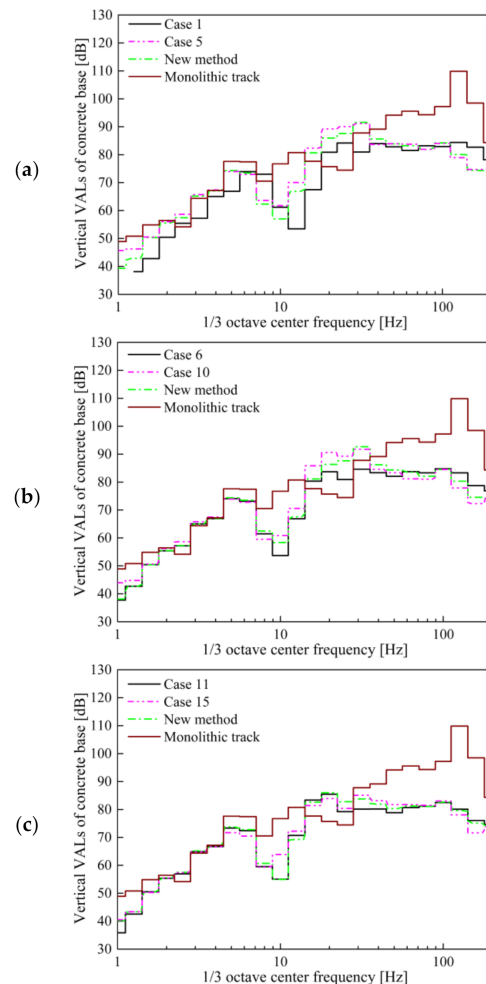 (a)
Vertical VALs of concrete base [dB]
130
120
110
100
90
80
70
60
50
40
30
Case 1
Case 5
New method
Monolithic track
1
10
100
1/3 octave center frequency [Hz]
(b)
Vertical VALs of concrete base [dB]
130
120
110
100
90
80
70
60
50
40
30
Case 6
Case 10
New method
Monolithic track
1
10
100
1/3 octave center frequency [Hz]
(c)
Vertical VALs of concrete base [dB]
130
120
110
100
90
80
70
60
50
40
30
Case 11
Case 15
New method
Monolithic track
1
10
100
1/3 octave center frequency [Hz]